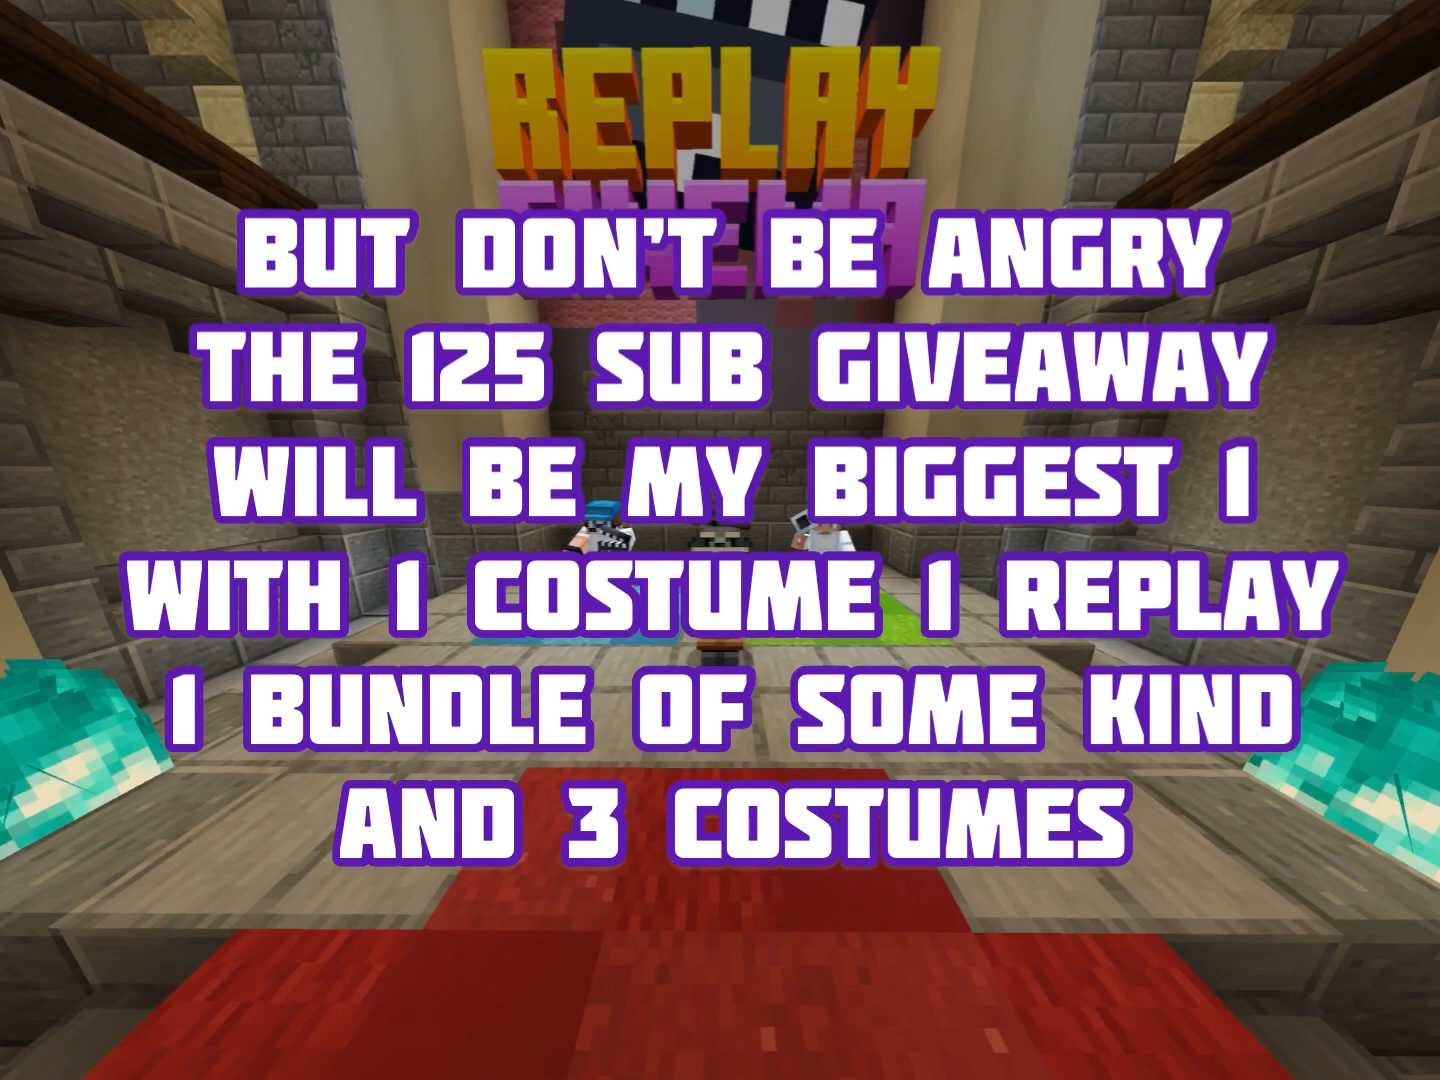 REPLAY
CINEMA
BUT DON'T BE ANGRY
THE 125 SUB GIVEAWAY
WILL BE MY BIGGEST 1
WITH 1 COSTUME 1 REPLAY
1 BUNDLE OF SOME KIND
AND 3 COSTUMES